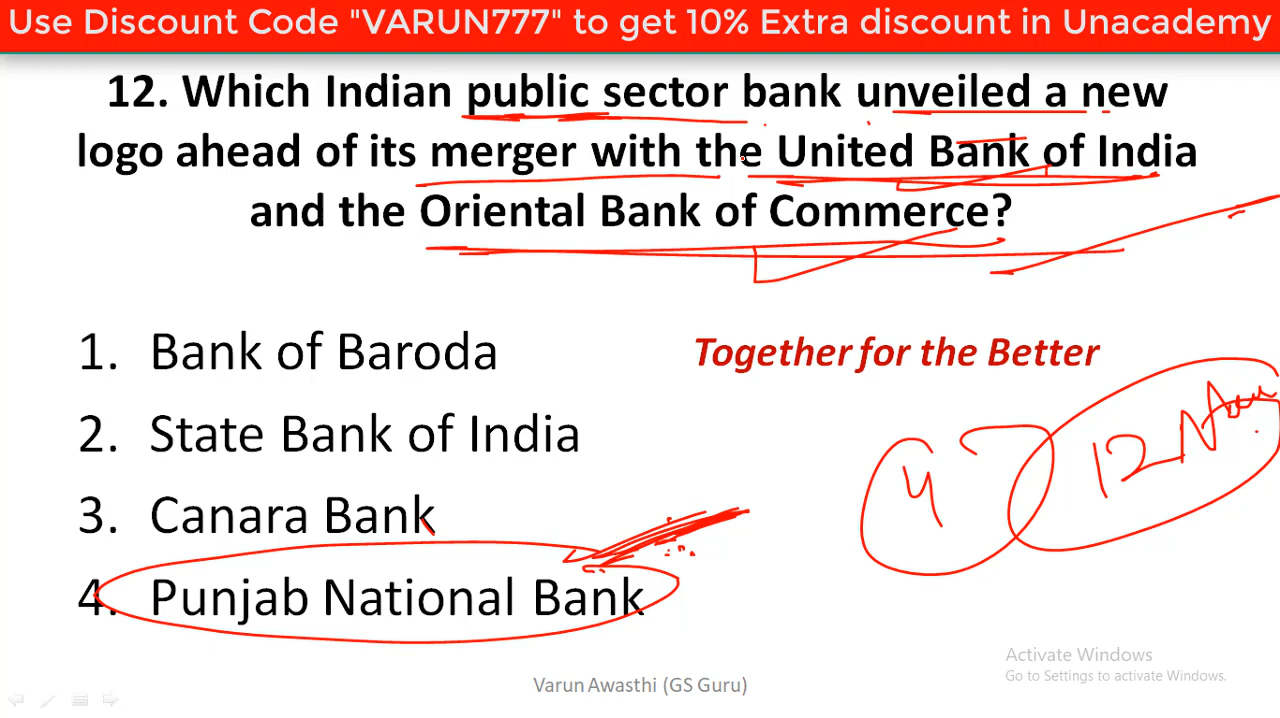 Use Discount Code "VARUN777" to get 10% Extra discount in Unacademy
12. Which Indian public sector bank unveiled a new
logo ahead of its merger with the United Bank of India
and the Oriental Bank of Commerce?
1. Bank of Baroda
Together for the Better
2. State Bank of India
12
3. Canara Bank
4. Punjab National Bank
Activate Windows
Go to Settings to activate Windows.
Varun Awasthi (GS Guru)